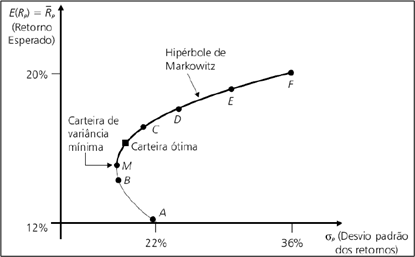 E(Rₚ) = R̄ₚ
(Retorno
Esperado)
Hipérbole de
Markowitz
20%
F
E
D
C
Carteira de
variância
mínima
Carteira ótima
M
B
A
12%
22%
36%
σₚ (Desvio padrão
dos retornos)